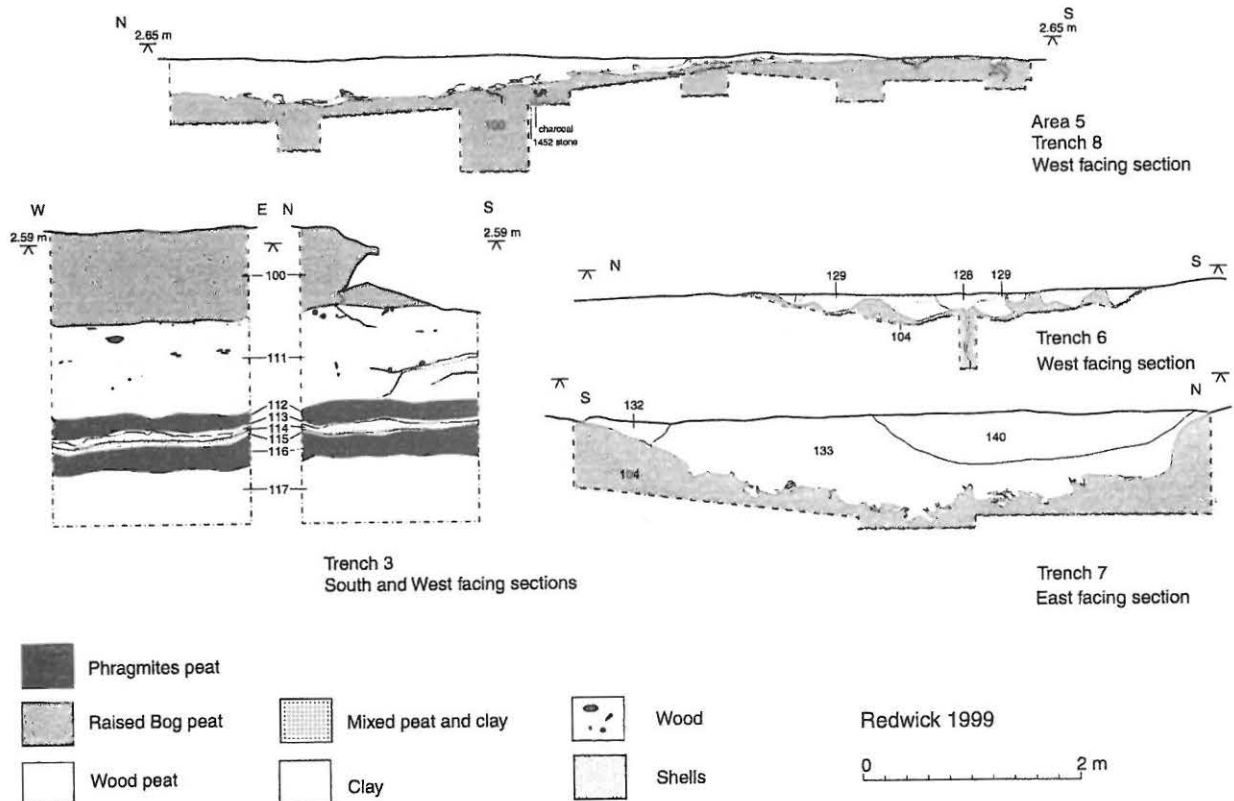 N
S
2.65 m
2.65 m
100
charcoal
1452 stone
Area 5
Trench 8
West facing section
W
E N
S
2.59 m
2.59 m
100
111
112
113
114
115
116
117
Trench 3
South and West facing sections
N
S
129
128
129
104
Trench 6
West facing section
S
N
132
133
140
104
Trench 7
East facing section
Phragmites peat
Raised Bog peat
Mixed peat and clay
Wood
Redwick 1999
Wood peat
Clay
Shells
0
2 m